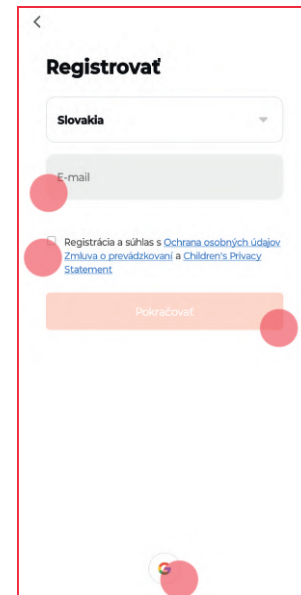 Registrovať
Slovakia
E-mail
Registrácia a súhlas s Ochrana osobných údajov
Zmluva o prevádzkovaní a Children's Privacy
Statement
Pokračovať